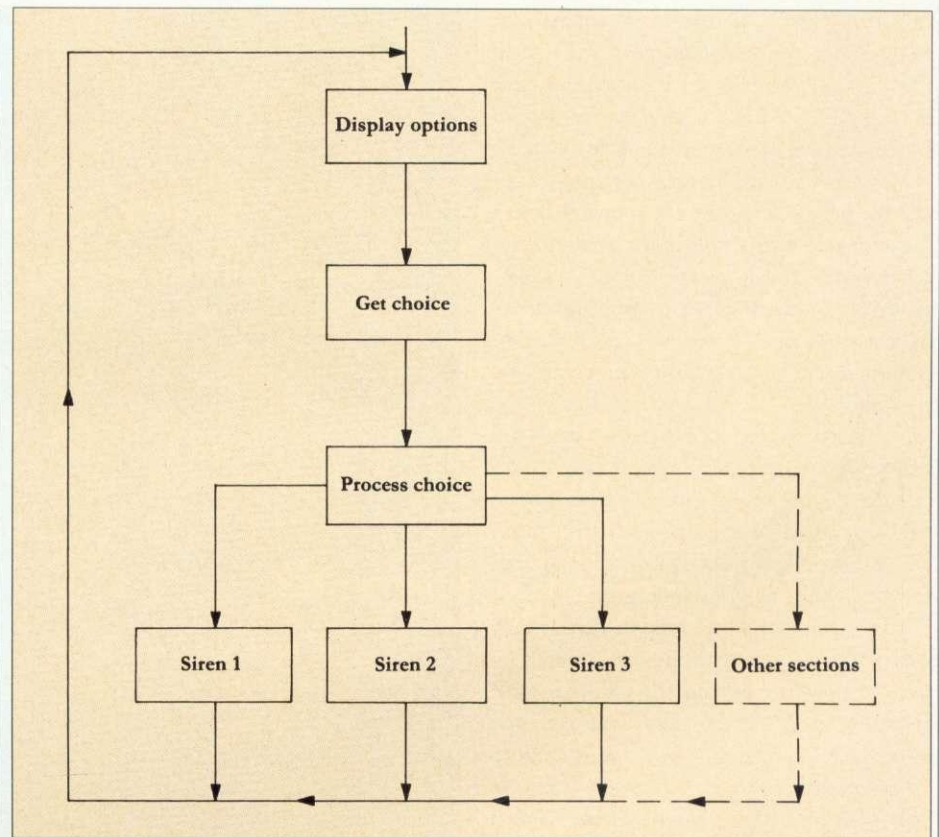 Display options
Get choice
Process choice
Siren 1
Siren 2
Siren 3
Other sections